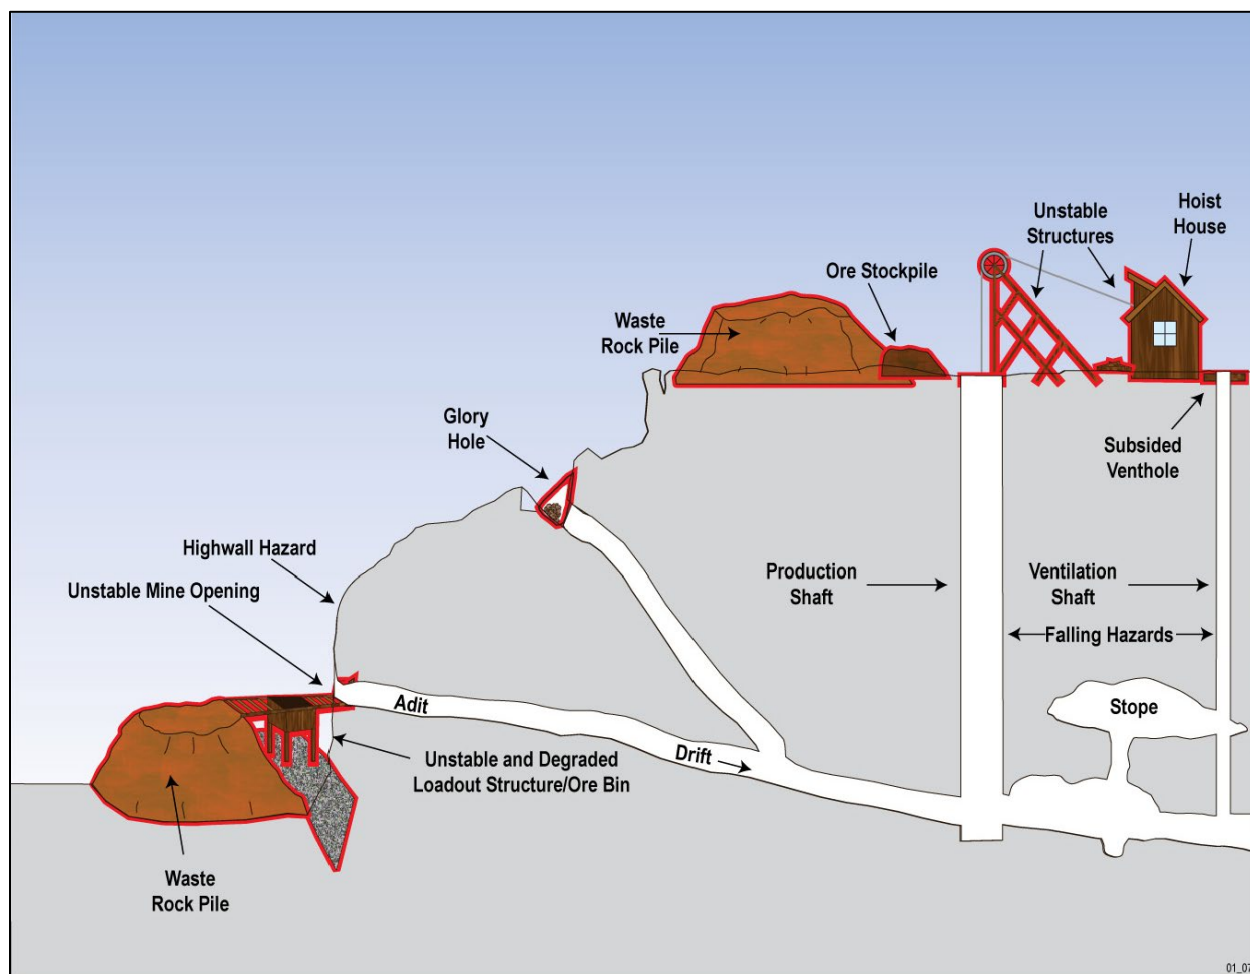 Hoist
House
Unstable
Structures
Ore Stockpile
Waste
Rock Pile
Glory
Hole
Subsided
Venthole
Highwall Hazard
Unstable Mine Opening
Production
Shaft
Ventilation
Shaft
Falling Hazards
Adit
Stope
Drift
Unstable and Degraded
Loadout Structure/Ore Bin
Waste
Rock Pile
01_07